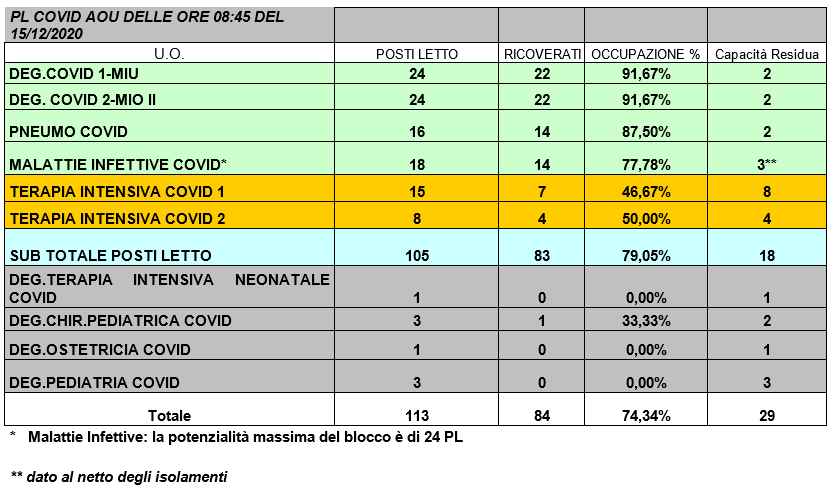 PL COVID AOU DELLE ORE 08:45 DEL
15/12/2020
U.O. POSTI LETTO RICOVERATI OCCUPAZIONE % Capacità Residua
DEG.COVID 1-MIU 24 22 91,67% 2
DEG. COVID 2-MIO II 24 22 91,67% 2
PNEUMO COVID 16 14 87,50% 2
MALATTIE INFETTIVE COVID* 18 14 77,78% 3**
TERAPIA INTENSIVA COVID 1 15 7 46,67% 8
TERAPIA INTENSIVA COVID 2 8 4 50,00% 4
SUB TOTALE POSTI LETTO 105 83 79,05% 18
DEG.TERAPIA INTENSIVA NEONATALE
COVID 1 0 0,00% 1
DEG.CHIR.PEDIATRICA COVID 3 1 33,33% 2
DEG.OSTETRICIA COVID 1 0 0,00% 1
DEG.PEDIATRIA COVID 3 0 0,00% 3
Totale 113 84 74,34% 29
* Malattie Infettive: la potenzialità massima del blocco è di 24 PL
** dato al netto degli isolamenti